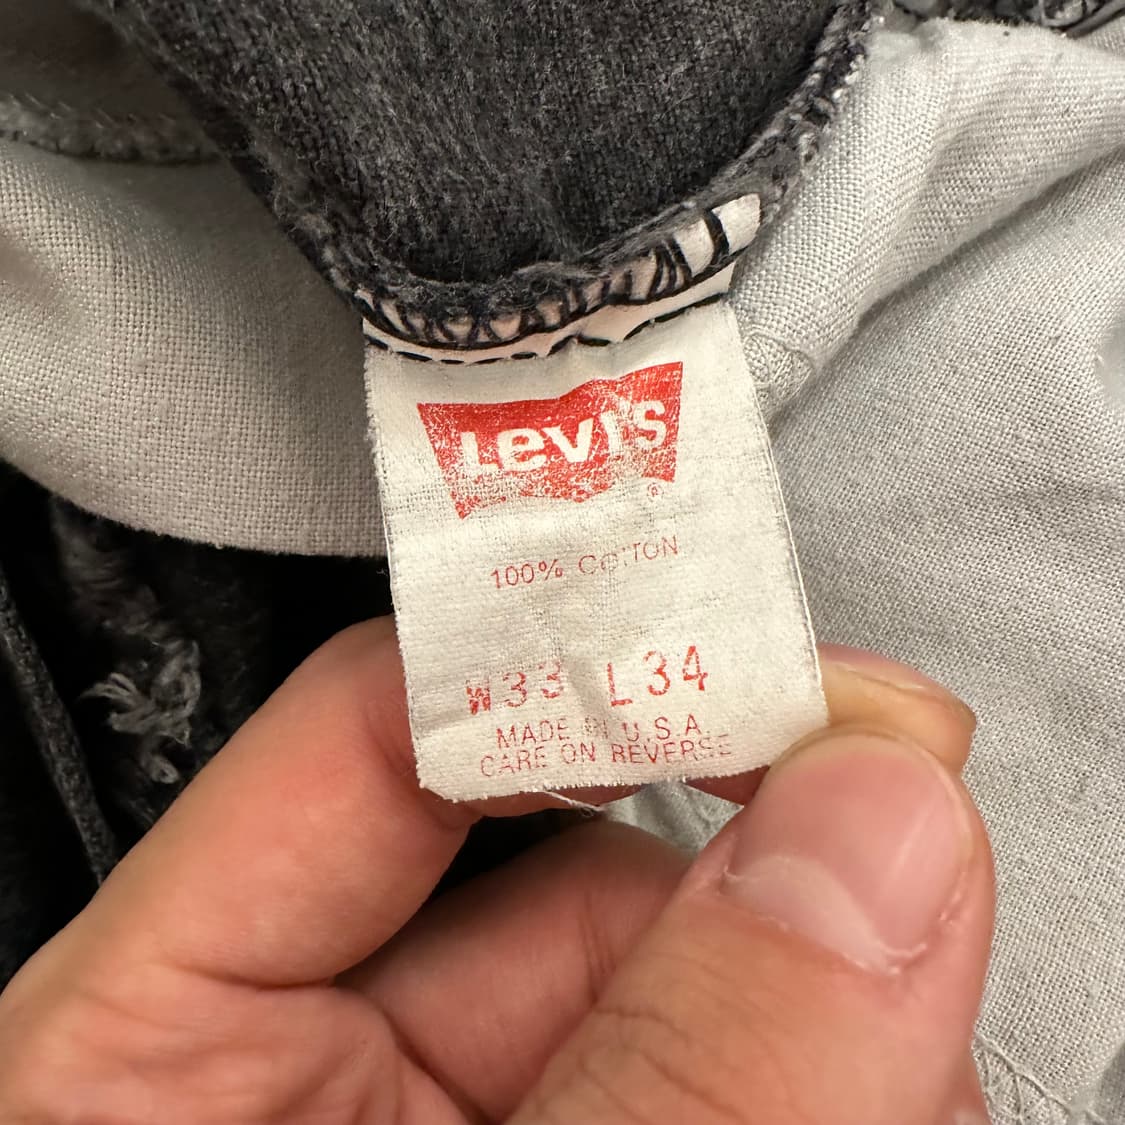 Levi's
®
100% COTTON
W33 L34
MADE IN U.S.A.
CARE ON REVERSE